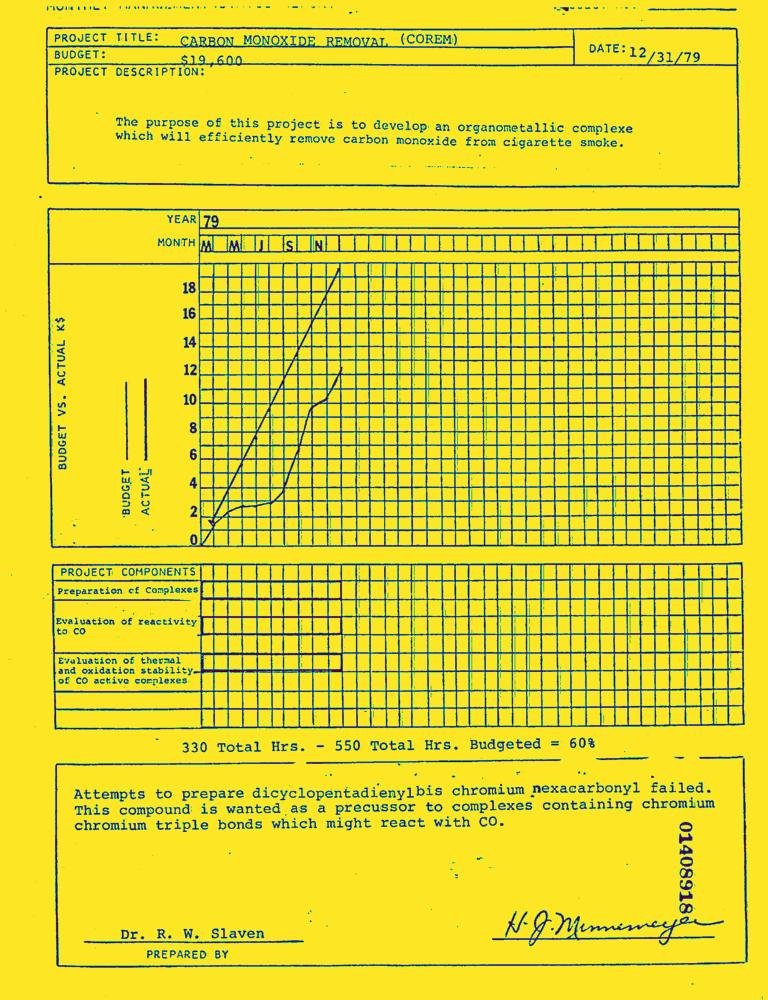 PROJECT TITLE: CARBON MONOXIDE REMOVAL (COREM)
BUDGET: $19,600
DATE: 12/31/79
PROJECT DESCRIPTION:
The purpose of this project is to develop an organometallic complexe
which will efficiently remove carbon monoxide from cigarette smoke.
YEAR 79
MONTH M M J S N
BUDGET VS. ACTUAL K$
BUDGET
ACTUAL
18
16
14
12
10
8
6
4
2
0
PROJECT COMPONENTS
Preparation of Complexes
Evaluation of reactivity
to CO
Evaluation of thermal
and oxidation stability
of CO active complexes
330 Total Hrs. - 550 Total Hrs. Budgeted = 60%
Attempts to prepare dicyclopentadienylbis chromium nexacarbonyl failed.
This compound is wanted as a precussor to complexes containing chromium
chromium triple bonds which might react with CO.
01408918
Dr. R. W. Slaven
H. J. Minnemeyer
PREPARED BY